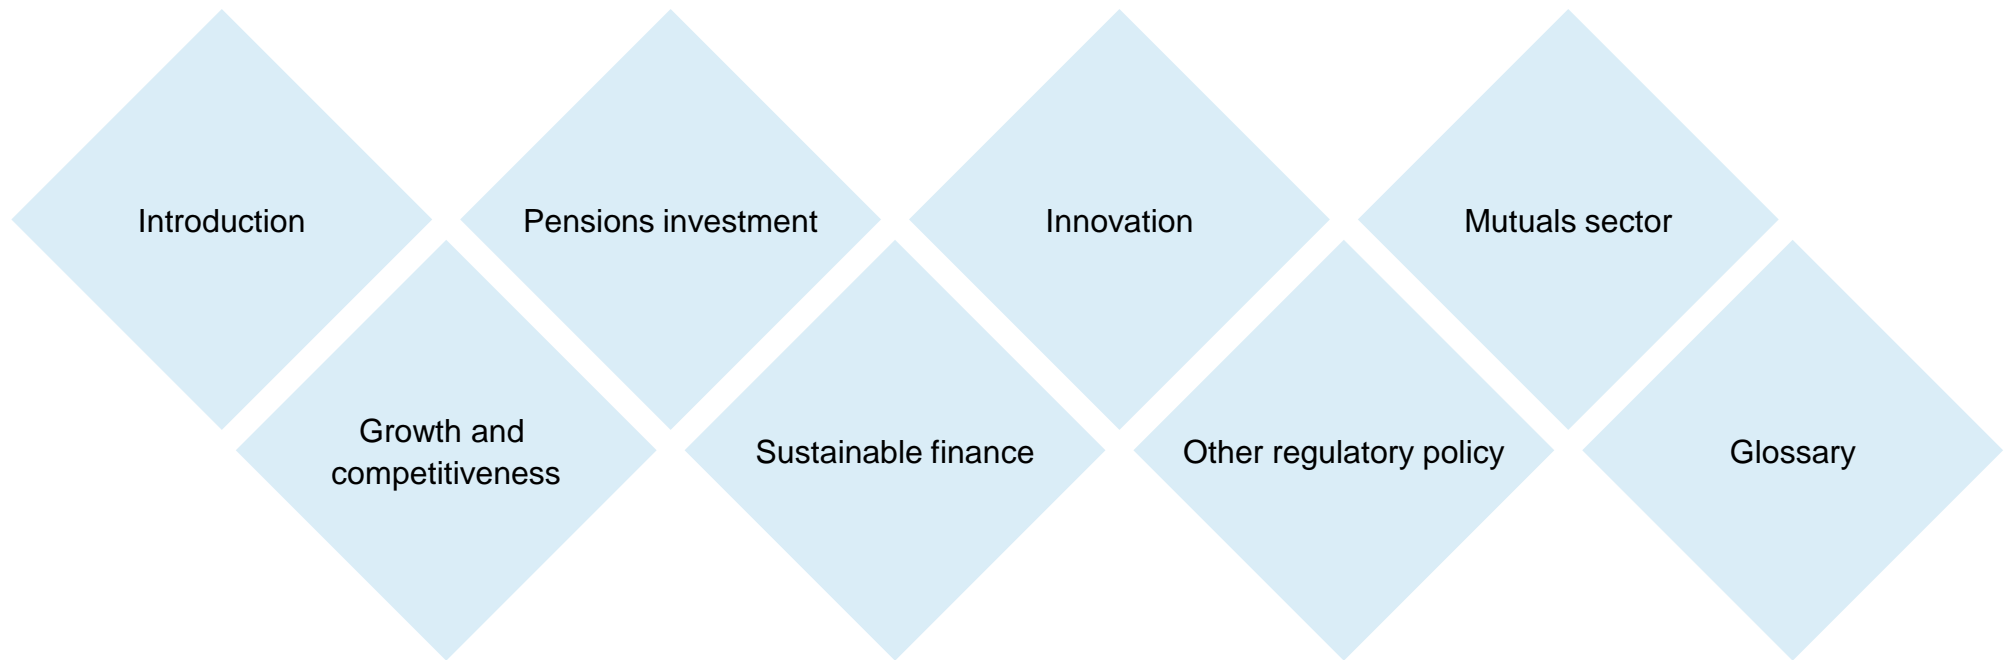 Introduction
Pensions investment
Innovation
Mutuals sector
Growth and
competitiveness
Sustainable finance
Other regulatory policy
Glossary